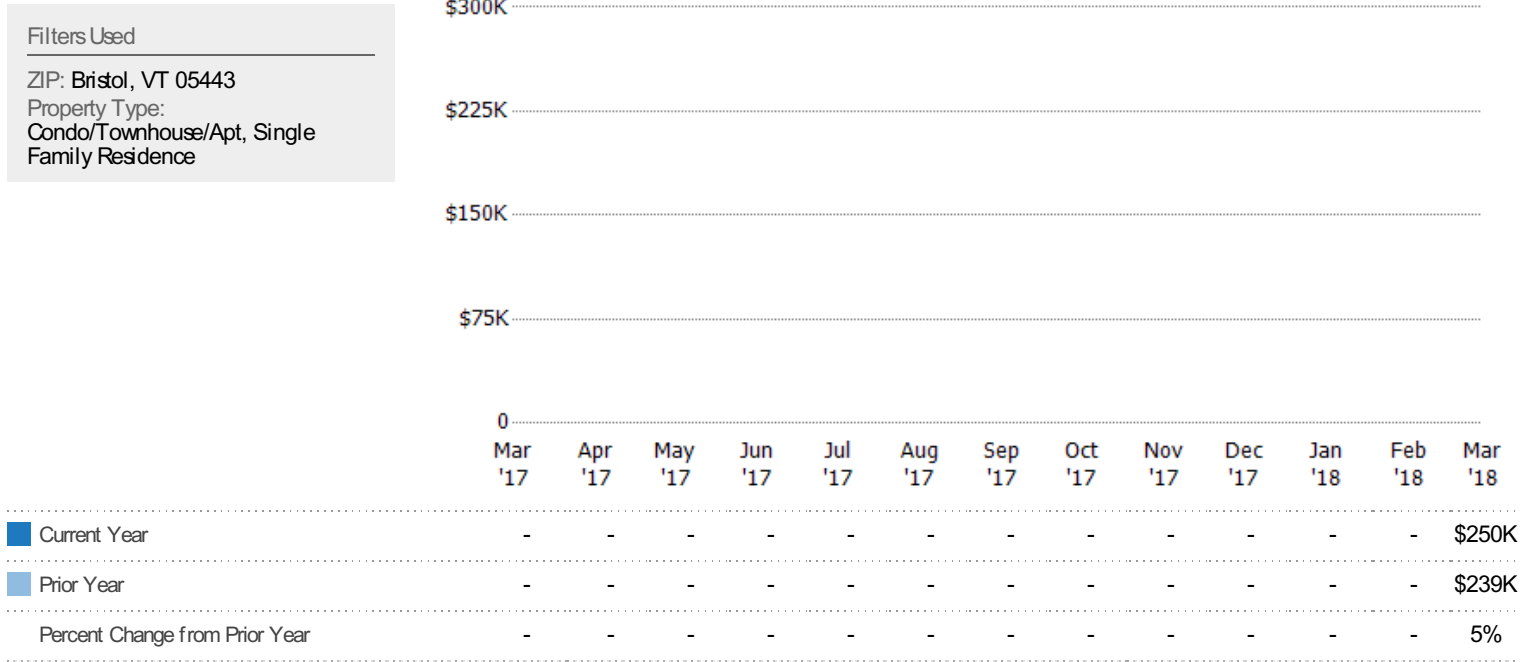 Filters Used
ZIP: Bristol, VT 05443
Property Type:
Condo/Townhouse/Apt, Single
Family Residence
$300K
$225K
$150K
$75K
0
Mar Apr May Jun Jul Aug Sep Oct Nov Dec Jan Feb Mar
'17 '17 '17 '17 '17 '17 '17 '17 '17 '17 '18 '18 '18
Current Year - - - - - - - - - - - - $250K
Prior Year - - - - - - - - - - - - $239K
Percent Change from Prior Year - - - - - - - - - - - - 5%